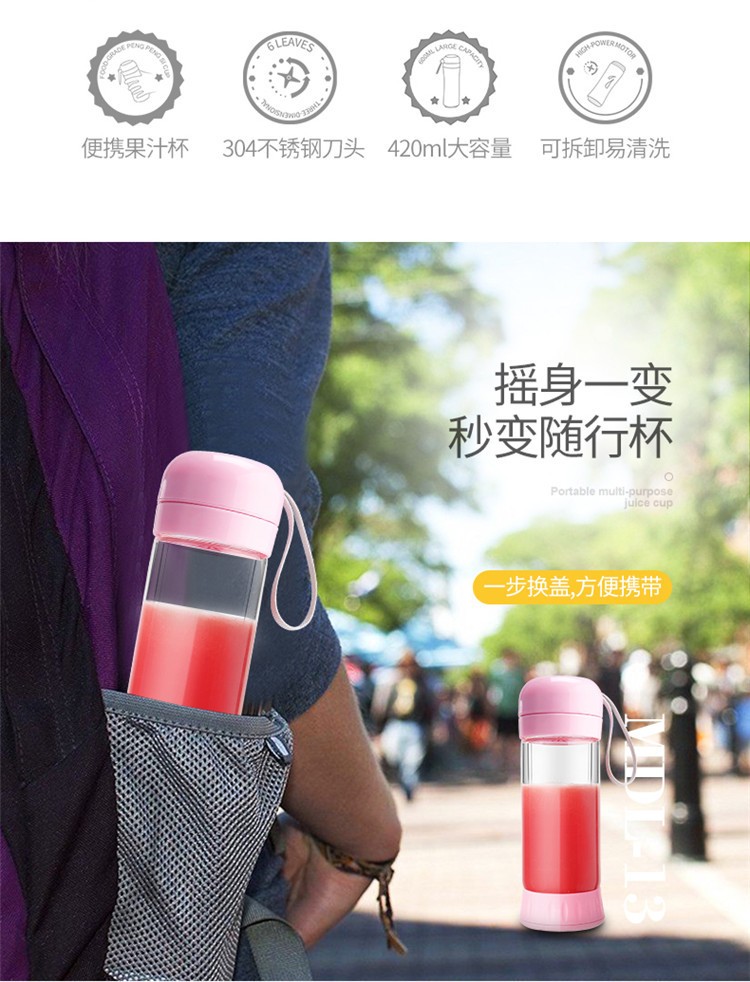 FOOD-GRADE PENG PENG SI CUP
6 LEAVES
THREE-DIMENSIONAL
420ML LARGE CAPACITY
HIGH-POWER MOTOR
便携果汁杯
304不锈钢刀头
420ml大容量
可拆卸易清洗
摇身一变
秒变随行杯
Portable multi-purpose
juice cup
一步换盖,方便携带
MDLF13